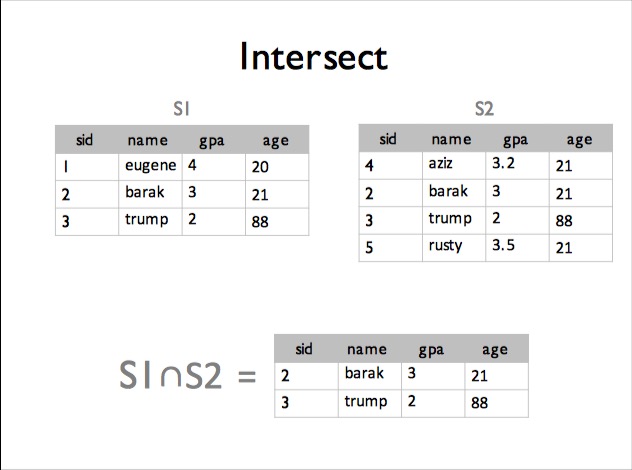 Intersect
S1
sid name gpa age
1 eugene 4 20
2 barak 3 21
3 trump 2 88
S2
sid name gpa age
4 aziz 3.2 21
2 barak 3 21
3 trump 2 88
5 rusty 3.5 21
S1∩S2 =
sid name gpa age
2 barak 3 21
3 trump 2 88